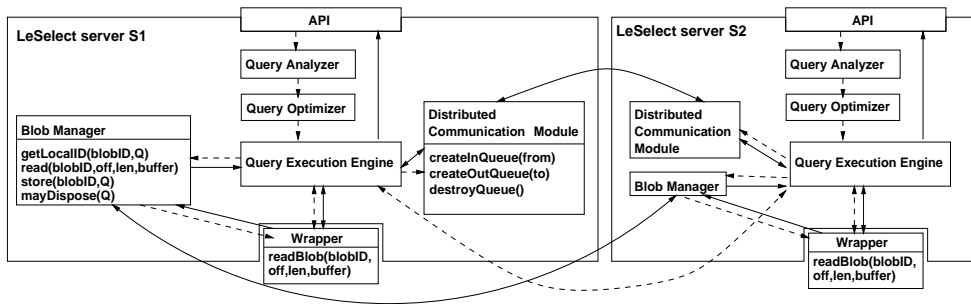 LeSelect server S1
API
Query Analyzer
Query Optimizer
Blob Manager
getLocalID(blobID,Q)
read(blobID,off,len,buffer)
store(blobID,Q)
mayDispose(Q)
Query Execution Engine
Distributed
Communication Module
createInQueue(from)
createOutQueue(to)
destroyQueue()
Wrapper
readBlob(blobID,
off,len,buffer)
LeSelect server S2
API
Query Analyzer
Query Optimizer
Distributed
Communication
Module
Query Execution Engine
Blob Manager
Wrapper
readBlob(blobID,
off,len,buffer)